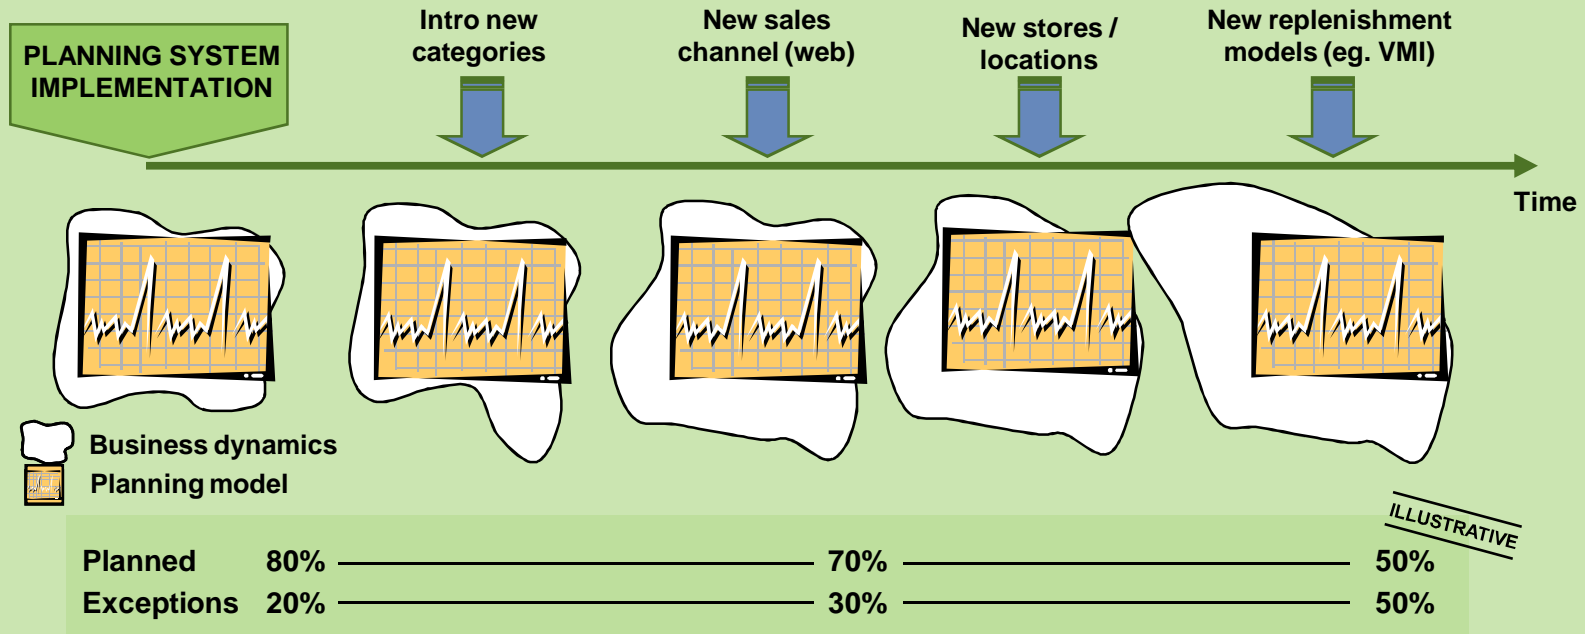 PLANNING SYSTEM
IMPLEMENTATION
Intro new
categories
New sales
channel (web)
New stores /
locations
New replenishment
models (eg. VMI)
Time
Business dynamics
Planning model
ILLUSTRATIVE
Planned 80% 70% 50%
Exceptions 20% 30% 50%